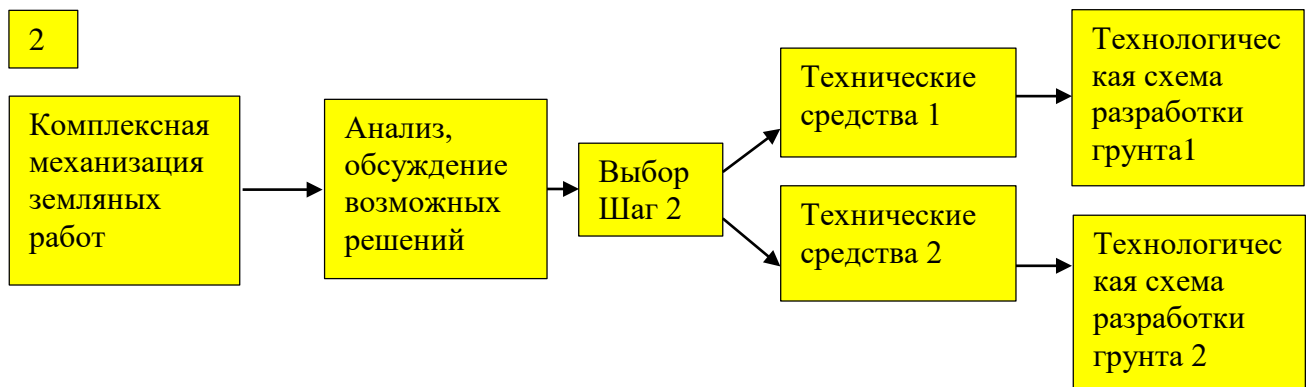 2
Комплексная
механизация
земляных
работ
Анализ,
обсуждение
возможных
решений
Выбор
Шаг 2
Технические
средства 1
Технологичес
кая схема
разработки
грунта1
Технические
средства 2
Технологичес
кая схема
разработки
грунта 2